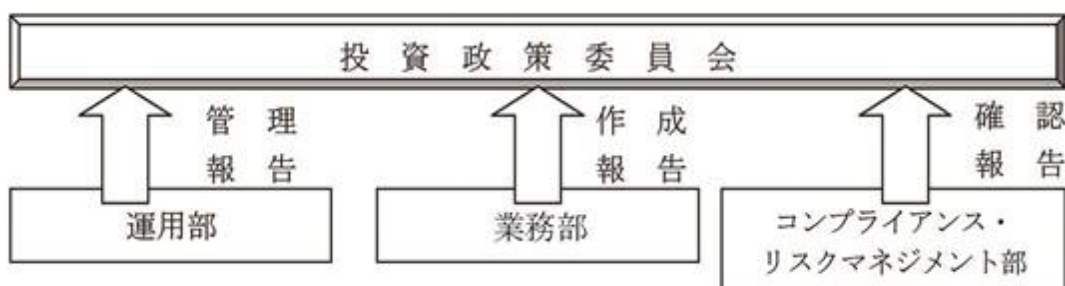 投資政策委員会
管理
報告
作成
報告
確認
報告
運用部
業務部
コンプライアンス・
リスクマネジメント部